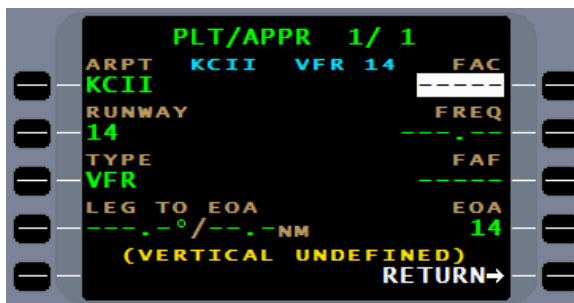 PLT/APPR 1/ 1
ARPT KCII VFR 14 FAC
KCII -----
RUNWAY FREQ
14 ---.--
TYPE FAF
VFR -----
LEG TO EOA EOA
---.-°/--.-NM 14
(VERTICAL UNDEFINED)
RETURN→